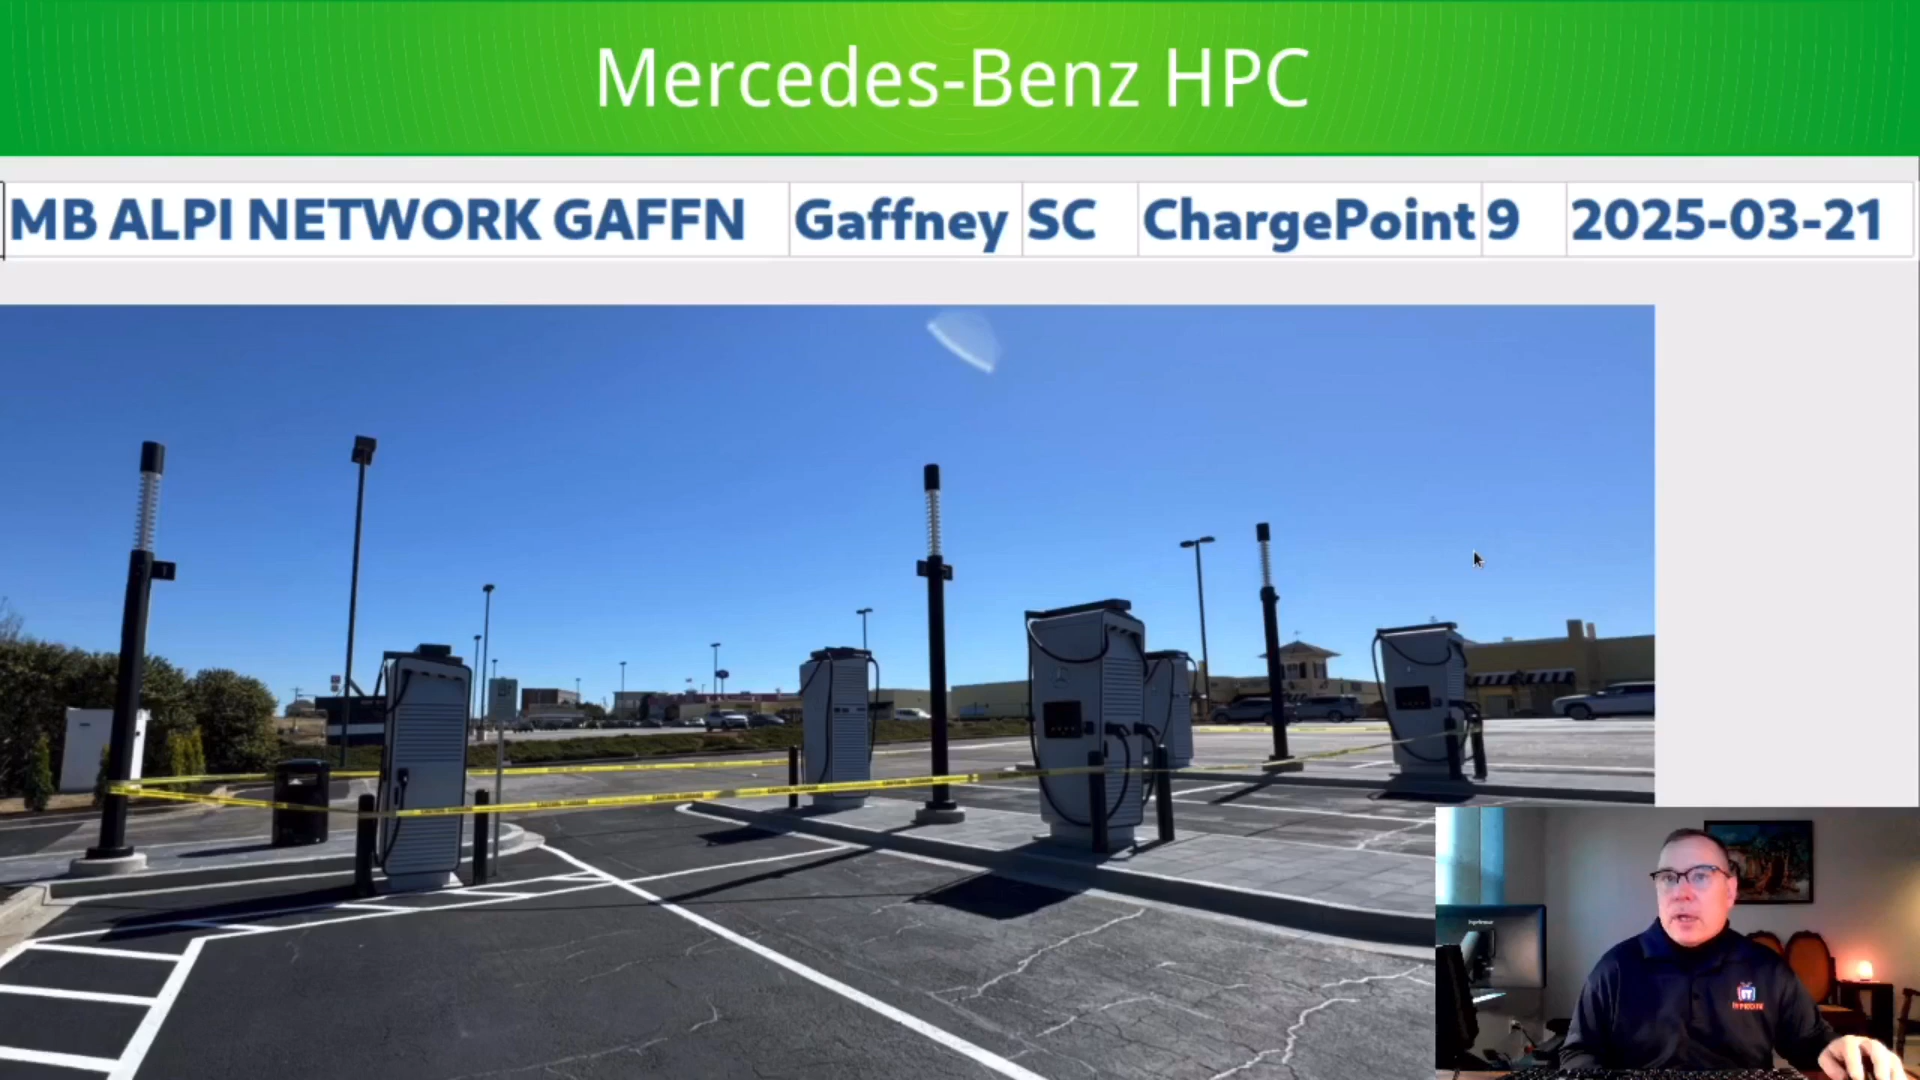 Mercedes-Benz HPC
MB ALPI NETWORK GAFFN Gaffney SC ChargePoint 9 2025-03-21